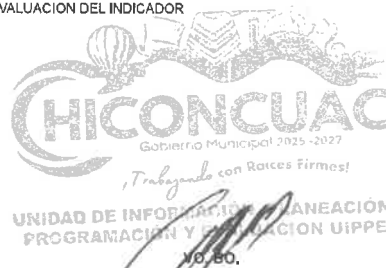 VALUACION DEL INDICADOR
CHICONCUAC
Gobierno Municipal 2025-2027
¡Trabajando con Raíces Firmes!
UNIDAD DE INFORMACIÓN PLANEACIÓN
PROGRAMACIÓN Y EVALUACIÓN UIPPE
VO. BO.